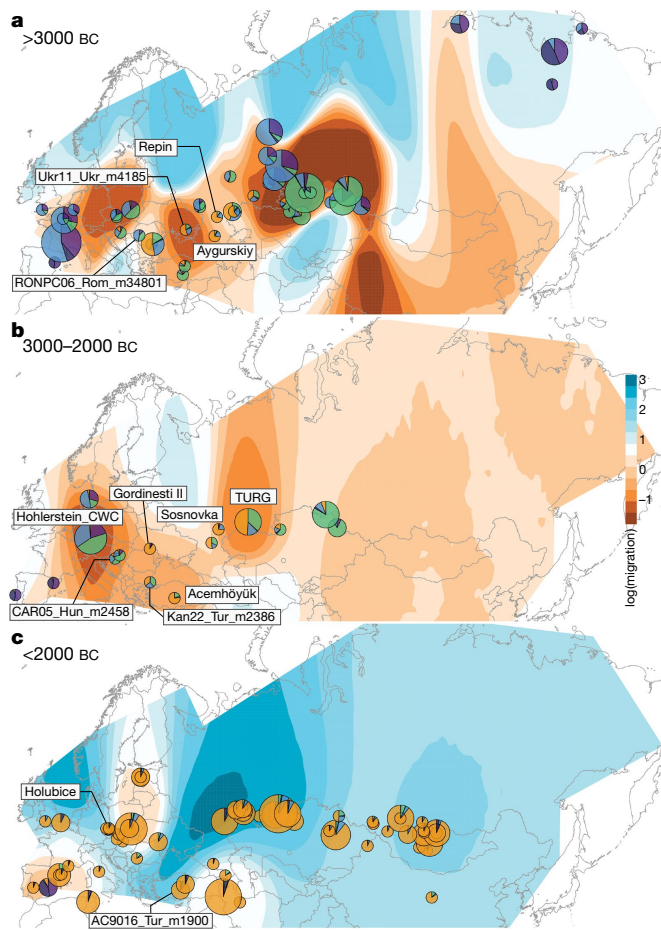 a
>3000 BC
Repin
Ukr11_Ukr_m4185
Aygurskiy
RONPC06_Rom_m34801
b
3000–2000 BC
Gordinesti II
TURG
Sosnovka
Hohlerstein_CWC
Acemhöyük
CAR05_Hun_m2458
Kan22_Tur_m2386
3
2
1
0
−1
log(migration)
c
<2000 BC
Holubice
AC9016_Tur_m1900